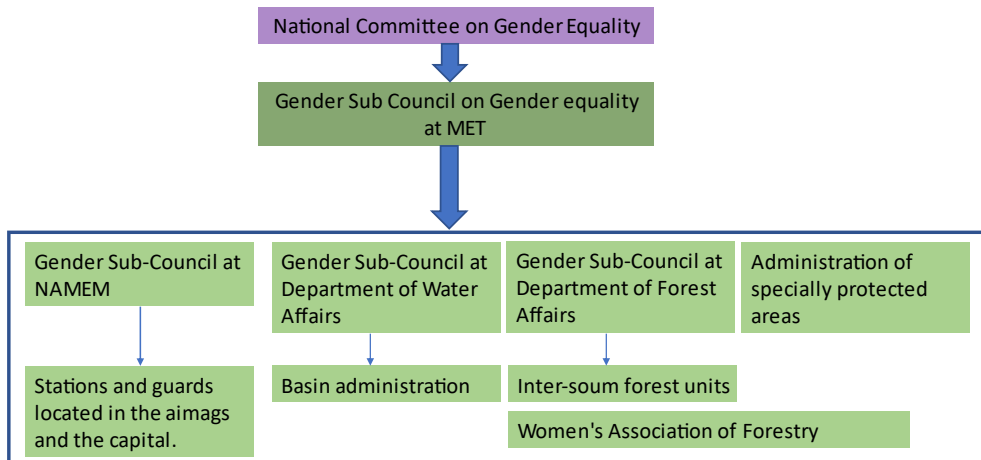 National Committee on Gender Equality
Gender Sub Council on Gender equality
at MET
Gender Sub-Council at
NAMEM
Gender Sub-Council at
Department of Water
Affairs
Gender Sub-Council at
Department of Forest
Affairs
Administration of
specially protected
areas
Stations and guards
located in the aimags
and the capital.
Basin administration
Inter-soum forest units
Women's Association of Forestry